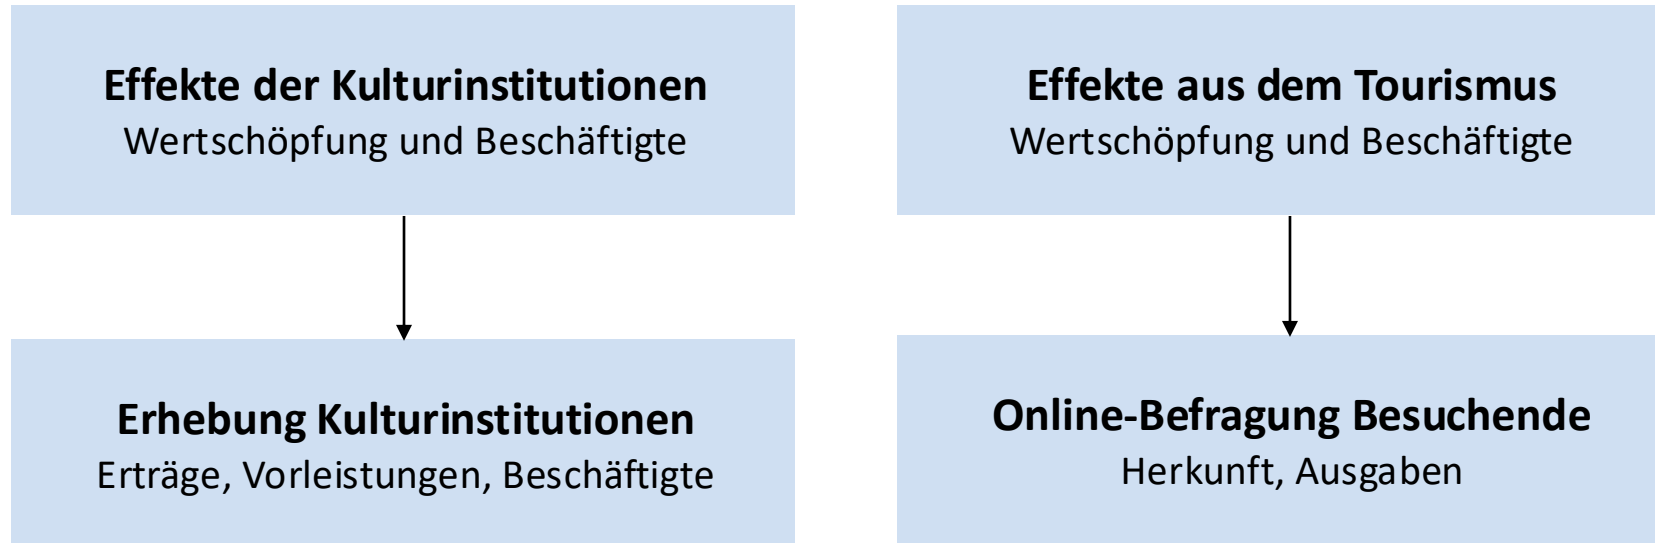 Effekte der Kulturinstitutionen
Wertschöpfung und Beschäftigte
Effekte aus dem Tourismus
Wertschöpfung und Beschäftigte
Erhebung Kulturinstitutionen
Erträge, Vorleistungen, Beschäftigte
Online-Befragung Besuchende
Herkunft, Ausgaben